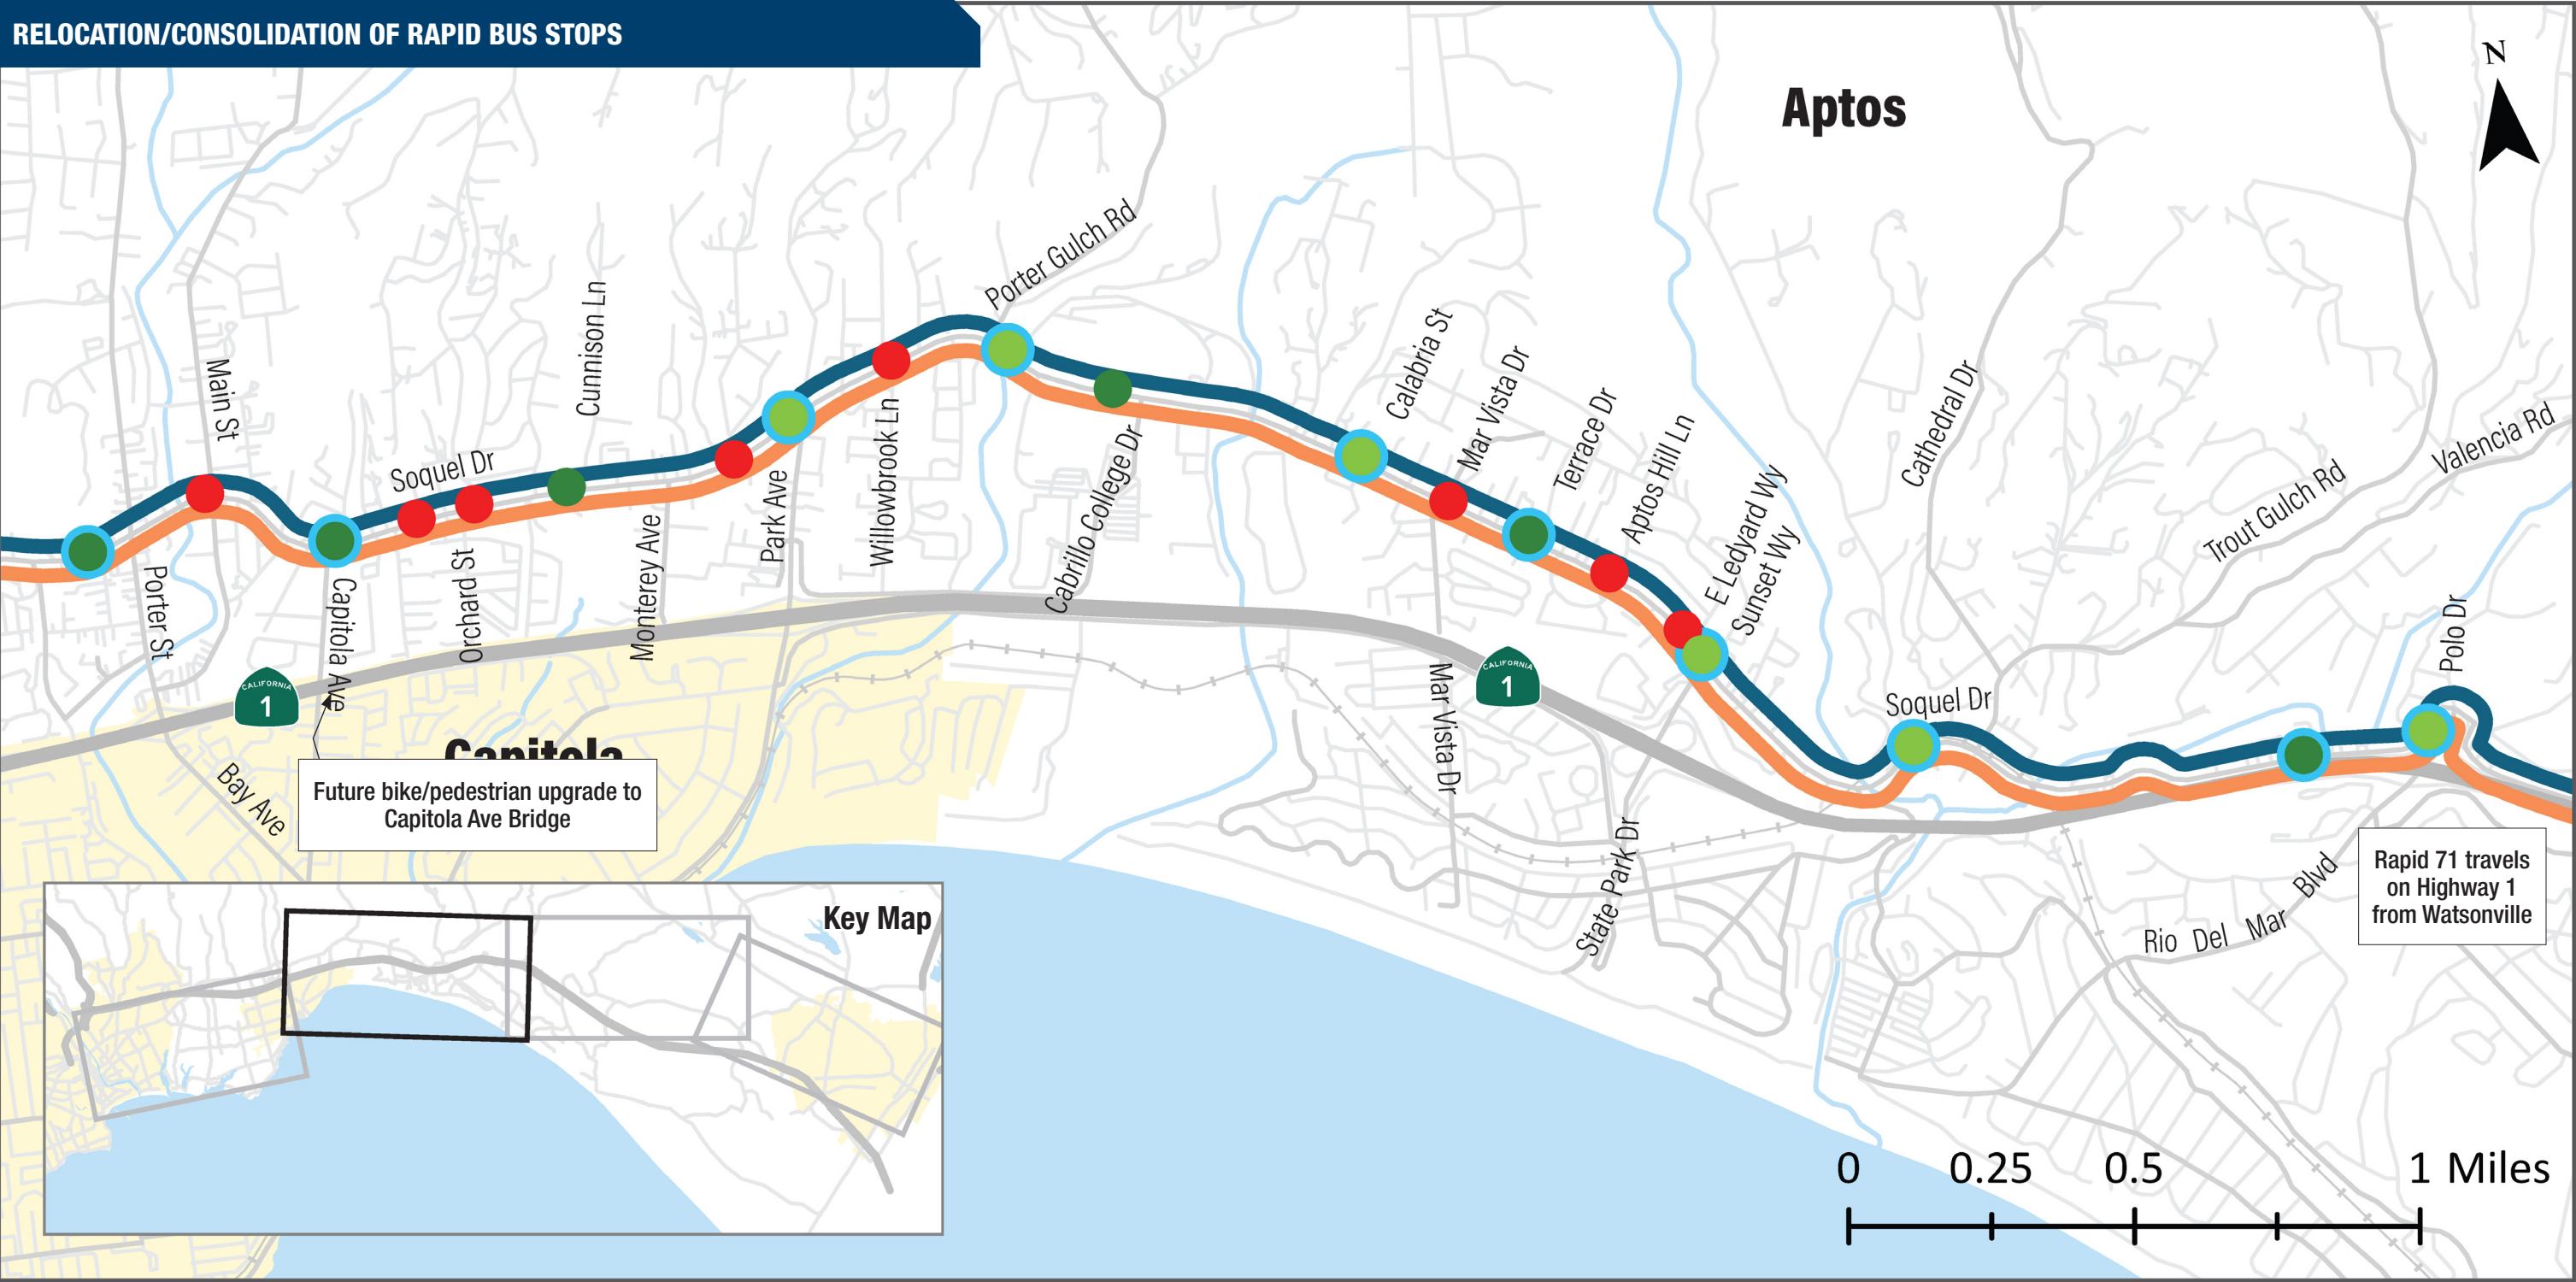 RELOCATION/CONSOLIDATION OF RAPID BUS STOPS
N
Aptos
Porter Gulch Rd
Cunnison Ln
Main St
Soquel Dr
Calabria St
Mar Vista Dr
Terrace Dr
Aptos Hill Ln
E Ledyard Wy
Sunset Wy
Cathedral Dr
Trout Gulch Rd
Valencia Rd
Willowbrook Ln
Cabrillo College Dr
Park Ave
Monterey Ave
Orchard St
Capitola Ave
Porter St
Polo Dr
Soquel Dr
CALIFORNIA
1
CALIFORNIA
1
Capitola
Future bike/pedestrian upgrade to
Capitola Ave Bridge
Bay Ave
Mar Vista Dr
State Park Dr
Rio Del Mar Blvd
Rapid 71 travels
on Highway 1
from Watsonville
Key Map
0 0.25 0.5 1 Miles